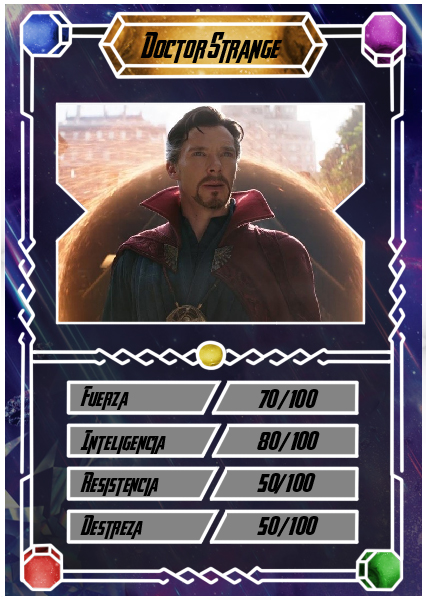 Doctor Strange
Fuerza 70/100
Inteligencia 80/100
Resistencia 50/100
Destreza 50/100